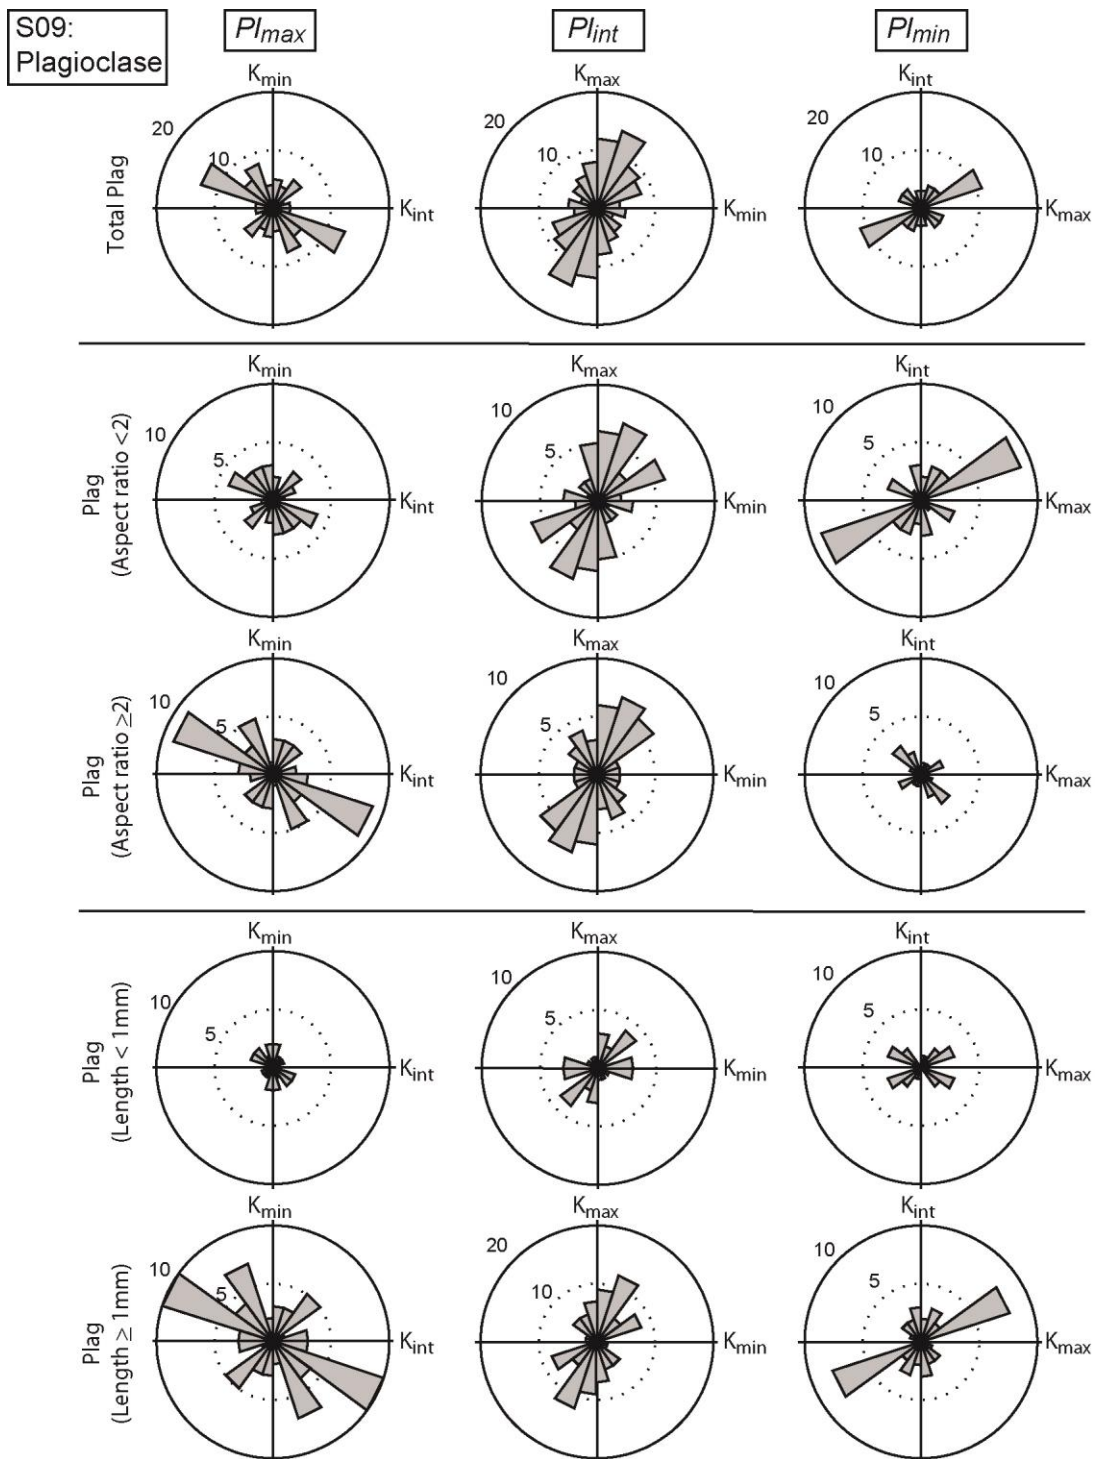 S09:
Plagioclase
Pl_max
Pl_int
Pl_min
Total Plag
K_min
20
10
K_int
K_max
20
10
K_min
K_int
20
10
K_max
Plag
(Aspect ratio <2)
K_min
10
5
K_int
K_max
10
5
K_min
K_int
10
5
K_max
Plag
(Aspect ratio ≥2)
K_min
10
5
K_int
K_max
10
5
K_min
K_int
10
5
K_max
Plag
(Length < 1mm)
K_min
10
5
K_int
K_max
10
5
K_min
K_int
10
5
K_max
Plag
(Length ≥ 1mm)
K_min
10
5
K_int
K_max
20
10
K_min
K_int
10
5
K_max